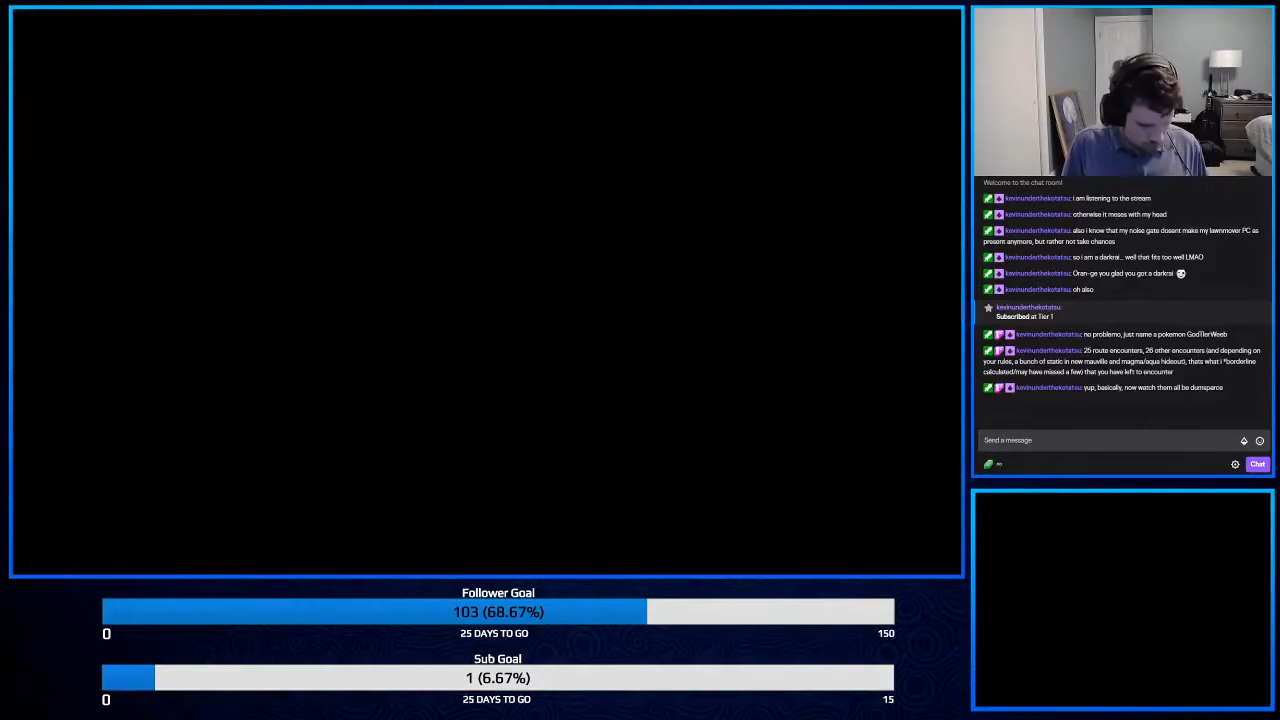 Welcome to the chat room!
kevinunderthekotatsu: i am listening to the stream
kevinunderthekotatsu: otherwise it meses with my head
kevinunderthekotatsu: also i know that my noise gate dosent make my lawnmover PC as
present anymore, but rather not take chances
kevinunderthekotatsu: so i am a darkrai... well that fits too well LMAO
kevinunderthekotatsu: Oran-ge you glad you got a darkrai
kevinunderthekotatsu: oh also
kevinunderthekotatsu
Subscribed at Tier 1
kevinunderthekotatsu: no problemo, just name a pokemon GodTierWeeb
kevinunderthekotatsu: 25 route encounters, 26 other encounters (and depending on
your rules, a bunch of static in new mauville and magma/aqua hideout), thats what i *borderline
calculated/may have missed a few) that you have left to encounter
kevinunderthekotatsu: yup, basically, now watch them all be dunsparce
Send a message
∞
Chat
Follower Goal
103 (68.67%)
0
25 DAYS TO GO
150
Sub Goal
1 (6.67%)
0
25 DAYS TO GO
15